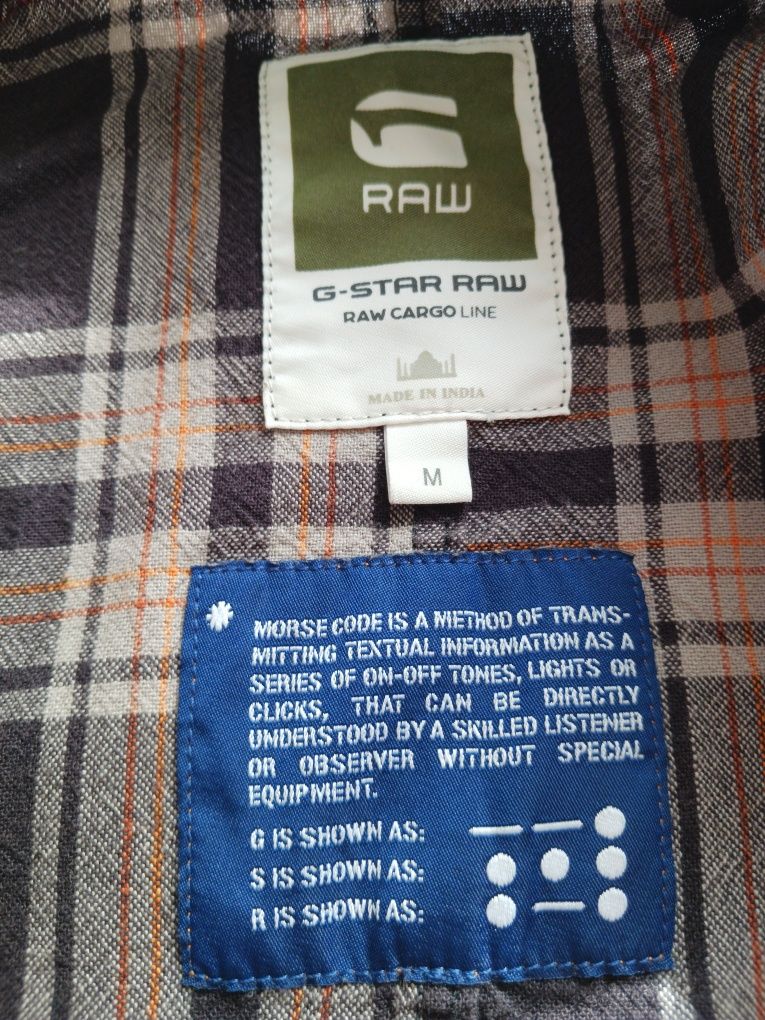 RAW
G-STAR RAW
RAW CARGO LINE
MADE IN INDIA
M
* MORSE CODE IS A METHOD OF TRANS-
MITTING TEXTUAL INFORMATION AS A
SERIES OF ON-OFF TONES, LIGHTS OR
CLICKS, THAT CAN BE DIRECTLY
UNDERSTOOD BY A SKILLED LISTENER
OR OBSERVER WITHOUT SPECIAL
EQUIPMENT.
G IS SHOWN AS: — — ●
S IS SHOWN AS: ● ● ●
R IS SHOWN AS: ● — ●